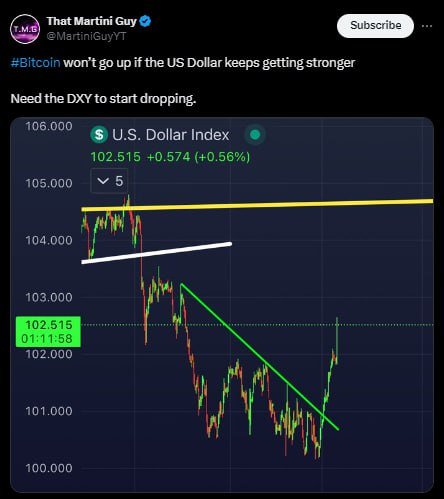 T.M.G
That Martini Guy
@MartiniGuyYT
Subscribe
#Bitcoin won’t go up if the US Dollar keeps getting stronger
Need the DXY to start dropping.
106.000
$ U.S. Dollar Index
102.515 +0.574 (+0.56%)
5
105.000
104.000
103.000
102.515
01:11:58
102.000
101.000
100.000